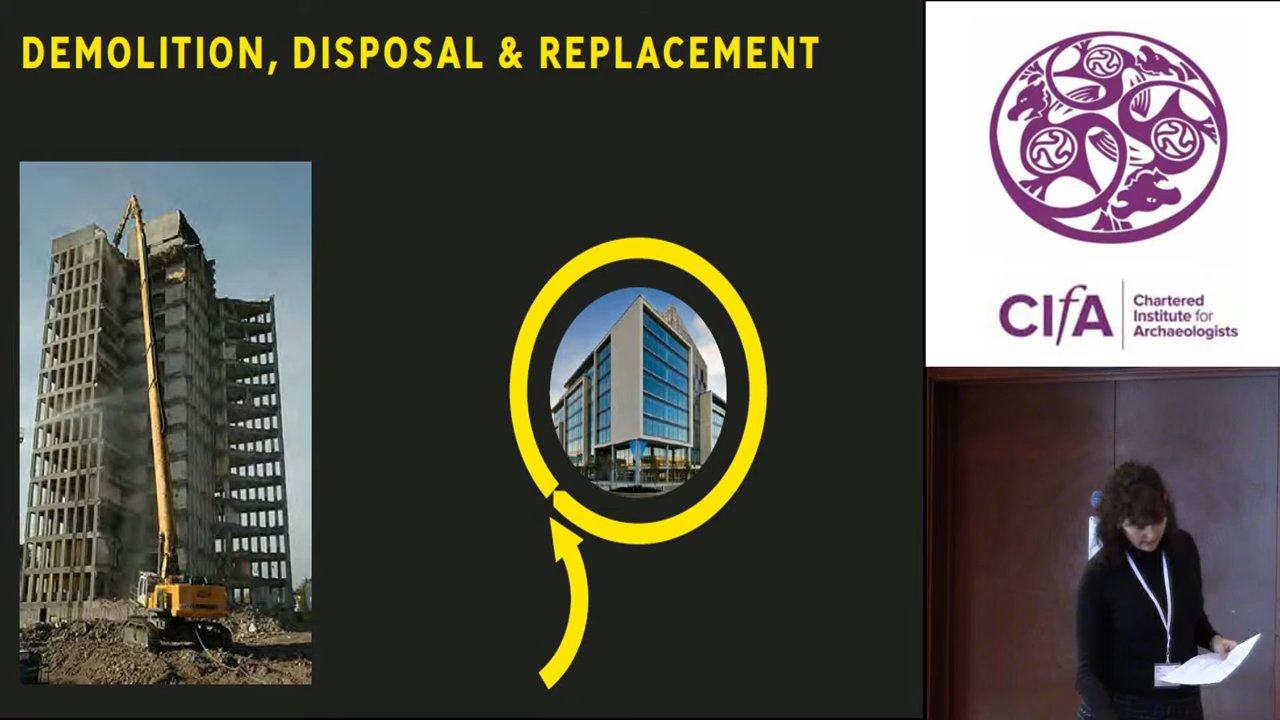 DEMOLITION, DISPOSAL & REPLACEMENT
CIfA
Chartered
Institute for
Archaeologists